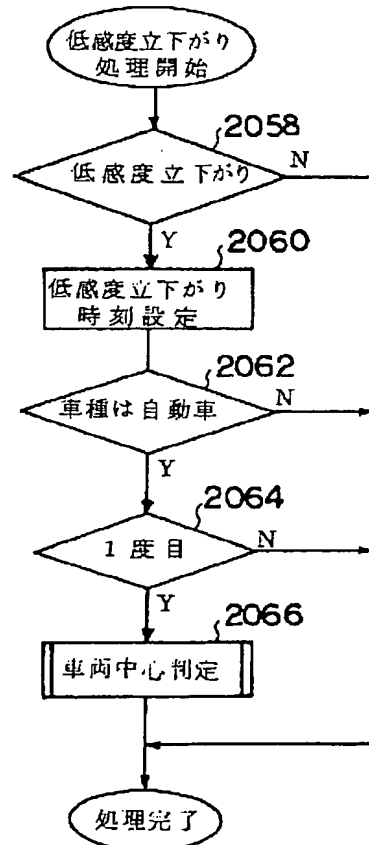 低感度立下がり
処理開始
2058
低感度立下がり
N
Y
2060
低感度立下がり
時刻設定
2062
車種は自動車
N
Y
2064
1度目
N
Y
2066
車両中心判定
処理完了